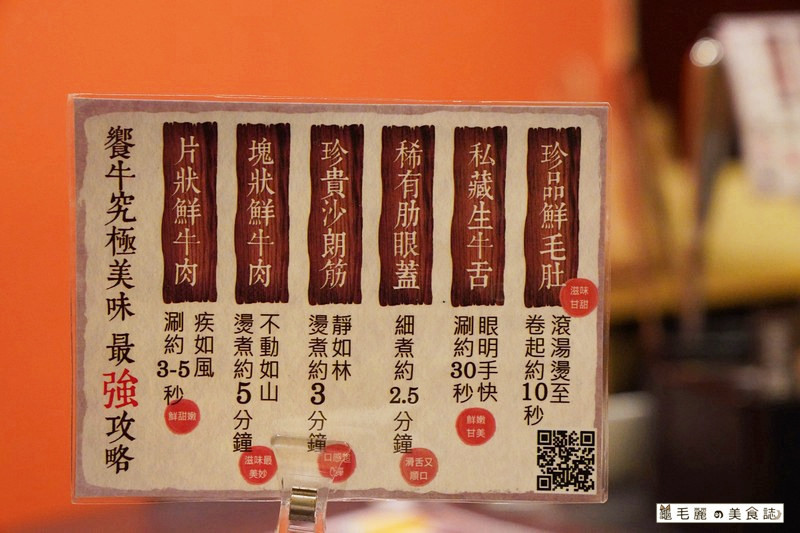 饗牛究極美味 最強攻略
片狀鮮牛肉
疾如風
涮約3-5秒
鮮甜嫩
塊狀鮮牛肉
不動如山
燙煮約5分鐘
滋味最
美妙
珍貴沙朗筋
靜如林
燙煮約3分鐘
稀有肋眼蓋
細煮約2.5分鐘
滑舌又
順口
私藏生牛舌
眼明手快
涮約30秒
鮮嫩
甘美
珍品鮮毛肚
滾湯燙至
卷起約10秒
滋味
甘甜
龜毛麗の美食誌